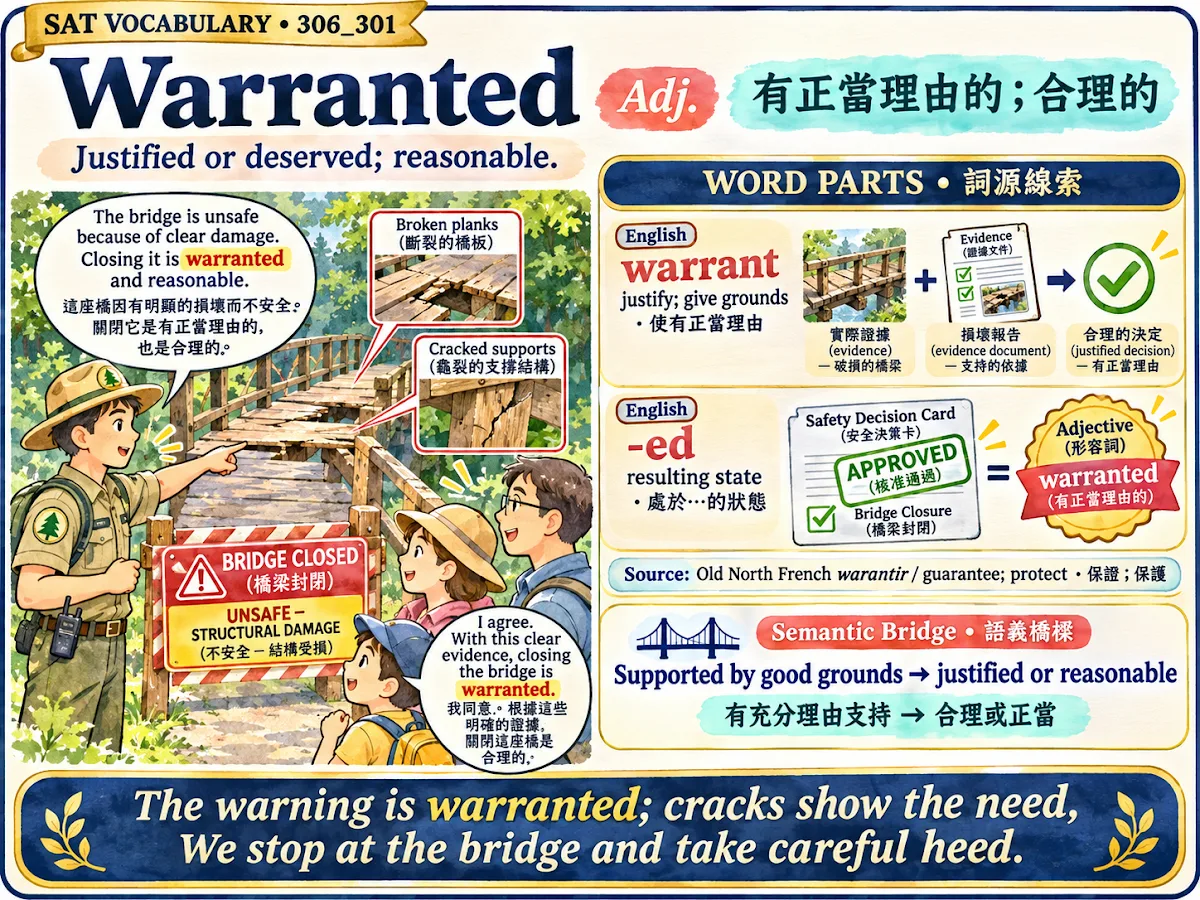 SAT VOCABULARY • 306_301
Warranted
Adj.
有正當理由的；合理的
Justified or deserved; reasonable.
The bridge is unsafe
because of clear damage.
Closing it is warranted
and reasonable.
這座橋因有明顯的損壞而不安全。
關閉它是有正當理由的，
也是合理的。
Broken planks
(斷裂的橋板)
Cracked supports
(龜裂的支撐結構)
BRIDGE CLOSED
(橋梁封閉)
UNSAFE –
STRUCTURAL DAMAGE
(不安全 – 結構受損)
I agree.
With this clear
evidence, closing
the bridge is
warranted.
我同意。根據這些
明確的證據，
關閉這座橋是
合理的。
WORD PARTS • 詞源線索
English
warrant
justify; give grounds
• 使有正當理由
Evidence
(證據文件)
+
實際證據
(evidence)
— 破損的橋梁
損壞報告
(evidence document)
— 支持的依據
合理的決定
(justified decision)
— 有正當理由
English
-ed
resulting state
• 處於…的狀態
Safety Decision Card
(安全決策卡)
APPROVED
(核准通過)
Bridge Closure
(橋梁封閉)
=
Adjective
(形容詞)
warranted
(有正當理由的)
Source: Old North French warantir / guarantee; protect • 保證；保護
Semantic Bridge • 語義橋樑
Supported by good grounds → justified or reasonable
有充分理由支持 → 合理或正當
The warning is warranted; cracks show the need,
We stop at the bridge and take careful heed.